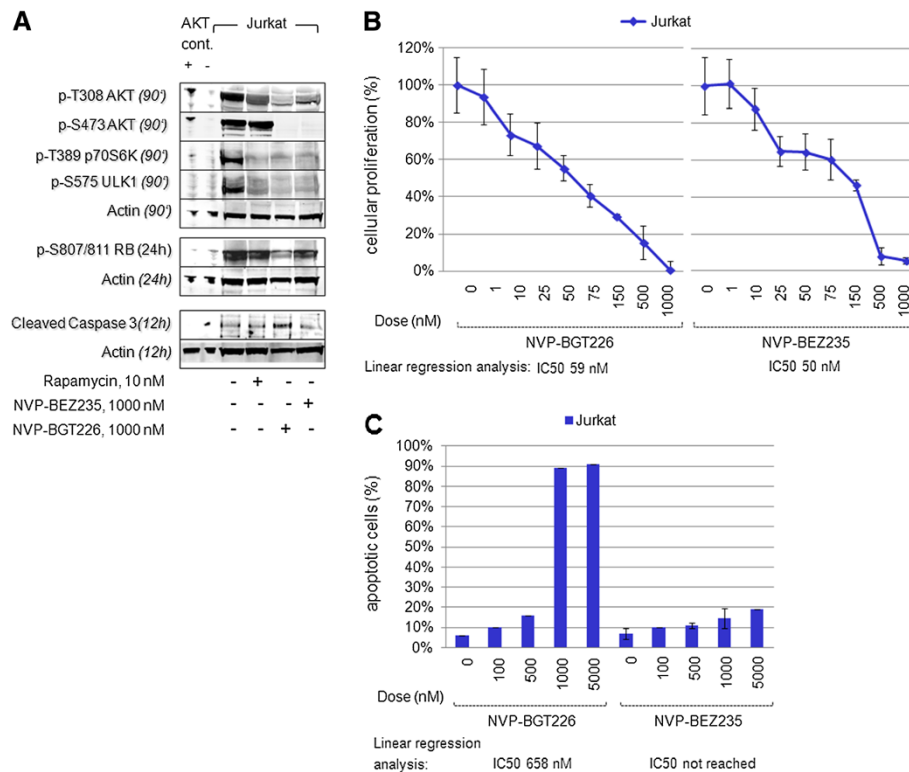 A
AKT cont.
Jurkat
+ -
p-T308 AKT (90')
p-S473 AKT (90')
p-T389 p70S6K (90')
p-S575 ULK1 (90')
Actin (90')
p-S807/811 RB (24h)
Actin (24h)
Cleaved Caspase 3 (12h)
Actin (12h)
Rapamycin, 10 nM - + - -
NVP-BEZ235, 1000 nM - - - +
NVP-BGT226, 1000 nM - - + -
B
Jurkat
cellular proliferation (%)
120%
100%
80%
60%
40%
20%
0%
0 1 10 25 50 75 150 5000 1000 0 1 10 25 50 75 150 500 1000
Dose (nM)
NVP-BGT226 NVP-BEZ235
Linear regression analysis: IC50 59 nM IC50 50 nM
C
Jurkat
apoptotic cells (%)
100%
90%
80%
70%
60%
50%
40%
30%
20%
10%
0%
0 100 500 1000 5000 0 100 500 1000 5000
Dose (nM)
NVP-BGT226 NVP-BEZ235
Linear regression
analysis: IC50 658 nM IC50 not reached